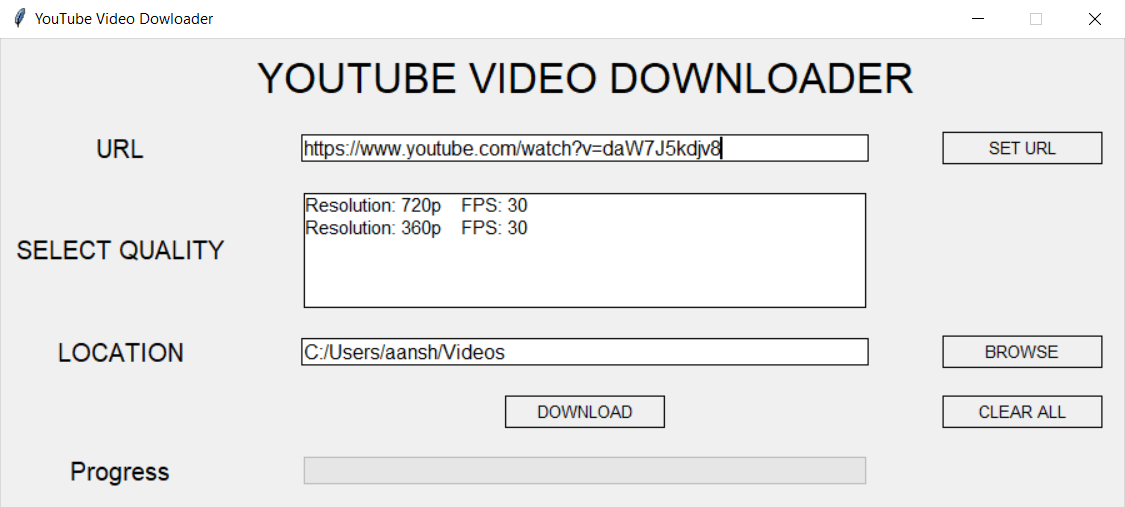 YouTube Video Dowloader
YOUTUBE VIDEO DOWNLOADER
URL
https://www.youtube.com/watch?v=daW7J5kdjv8
SET URL
SELECT QUALITY
Resolution: 720p FPS: 30
Resolution: 360p FPS: 30
LOCATION
C:/Users/aansh/Videos
BROWSE
DOWNLOAD
CLEAR ALL
Progress